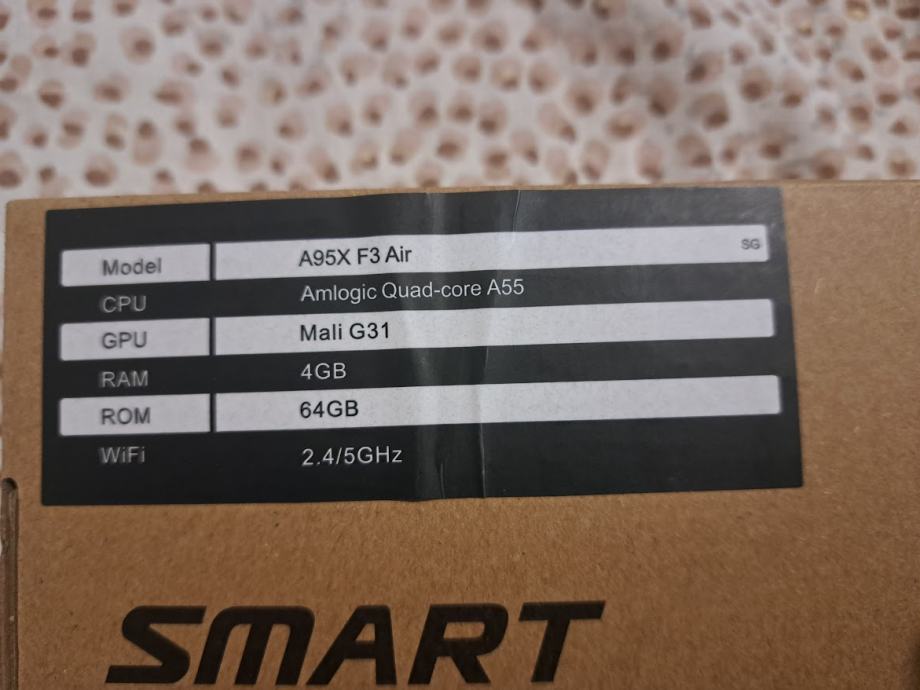 Model A95X F3 Air SG
CPU Amlogic Quad-core A55
GPU Mali G31
RAM 4GB
ROM 64GB
WiFi 2.4/5GHz
SMART